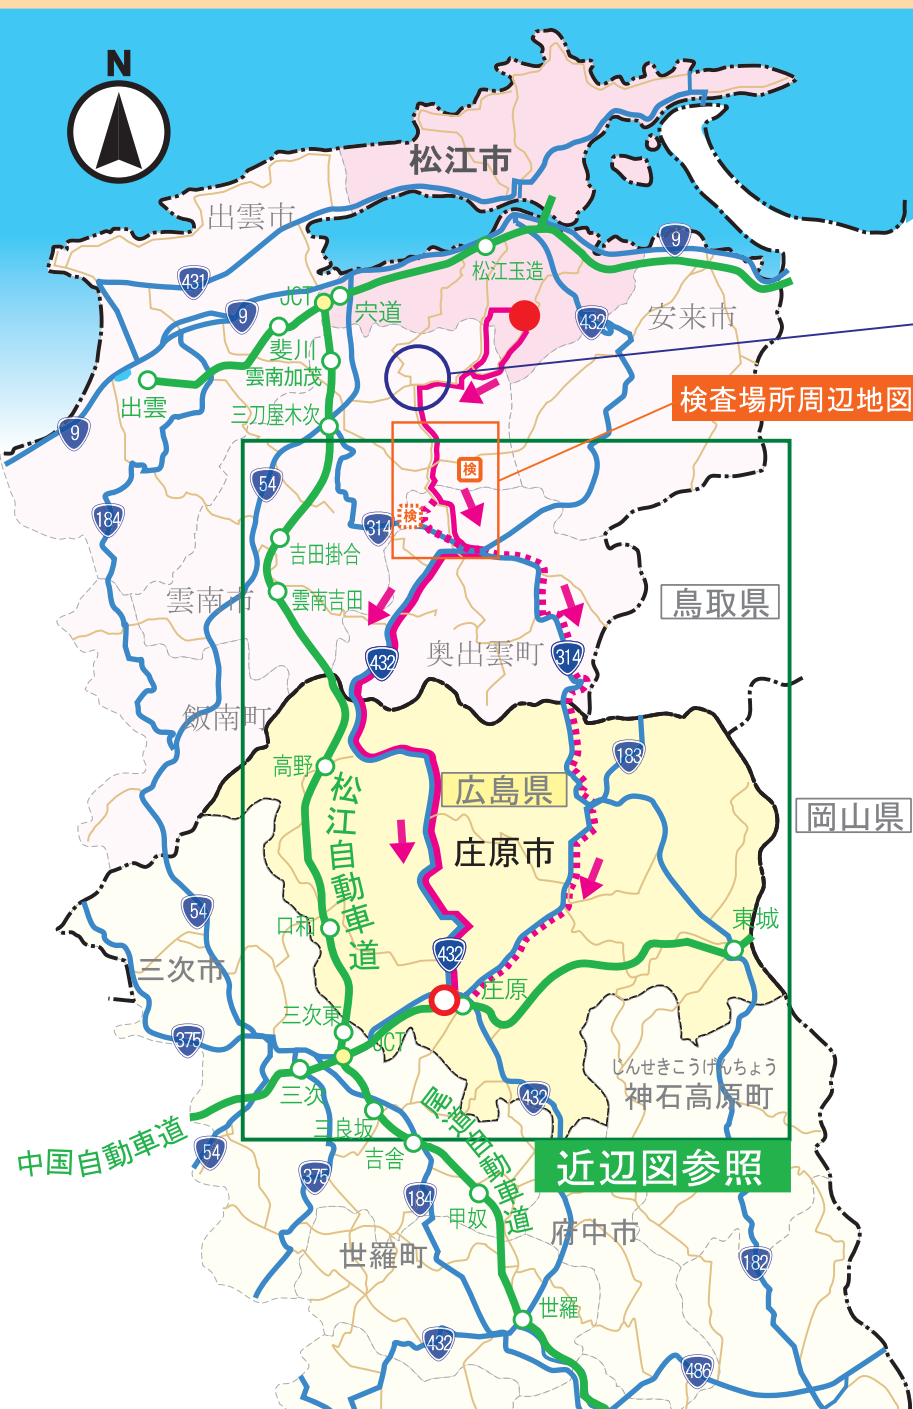 N
松江市
出雲市
9
松江玉造
431
JCT
宍道
9
432
安来市
斐川
雲南加茂
出雲
三刀屋木次
検査場所周辺地図
9
検
54
184
検
314
吉田掛合
雲南市
雲南吉田
鳥取県
奥出雲町
432
314
飯南町
183
高野
松江自動車道
広島県
岡山県
庄原市
54
口和
東城
432
三次市
庄原
三次東
375
JCT
じんせきこうげんちょう
神石高原町
三次
432
尾道自動車道
三良坂
中国自動車道
54
吉舎
近辺図参照
375
184
甲奴
府中市
世羅町
182
世羅
432
486